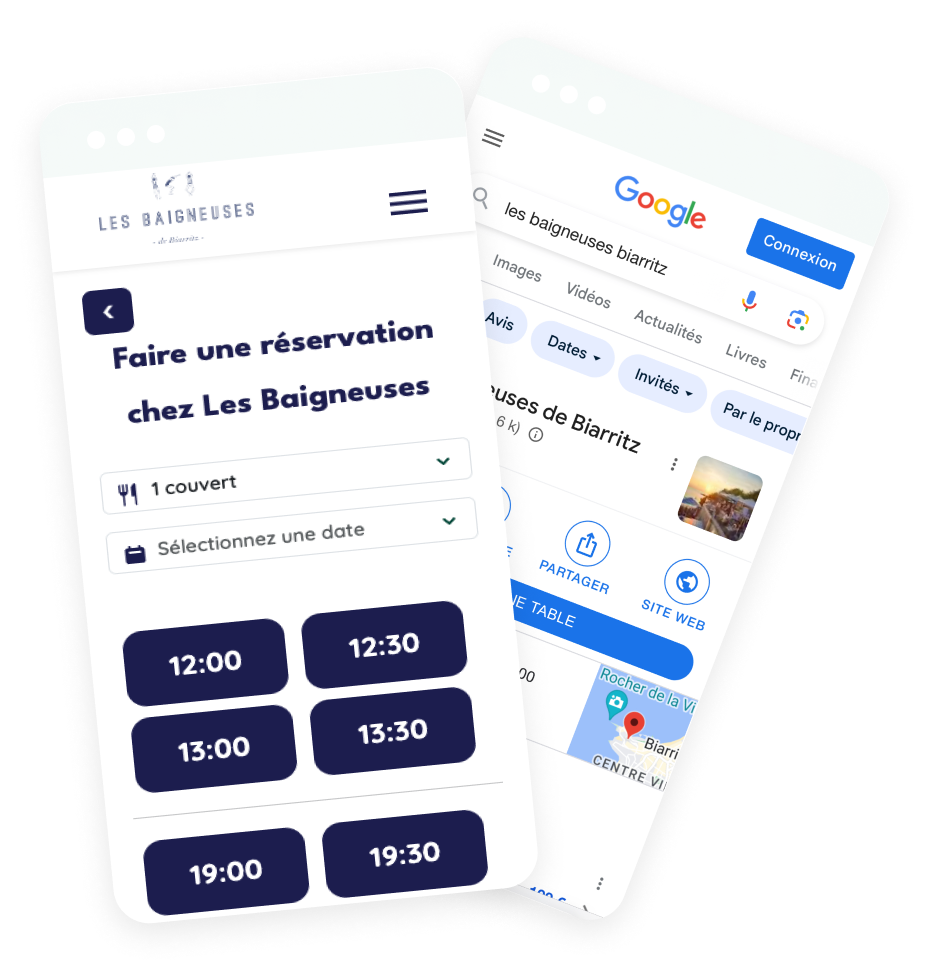 LES BAIGNEUSES
- de Biarritz -
Faire une réservation
chez Les Baigneuses
1 couvert
Sélectionnez une date
12:00 12:30
13:00 13:30
19:00 19:30
Google
Connexion
les baigneuses biarritz
Images Vidéos Actualités Livres Fina
Avis Dates Invités Par le propr
euses de Biarritz
6 k)
E PARTAGER SITE WEB
NE TABLE
00
Rocher de la Vi
Biarri
CENTRE VI